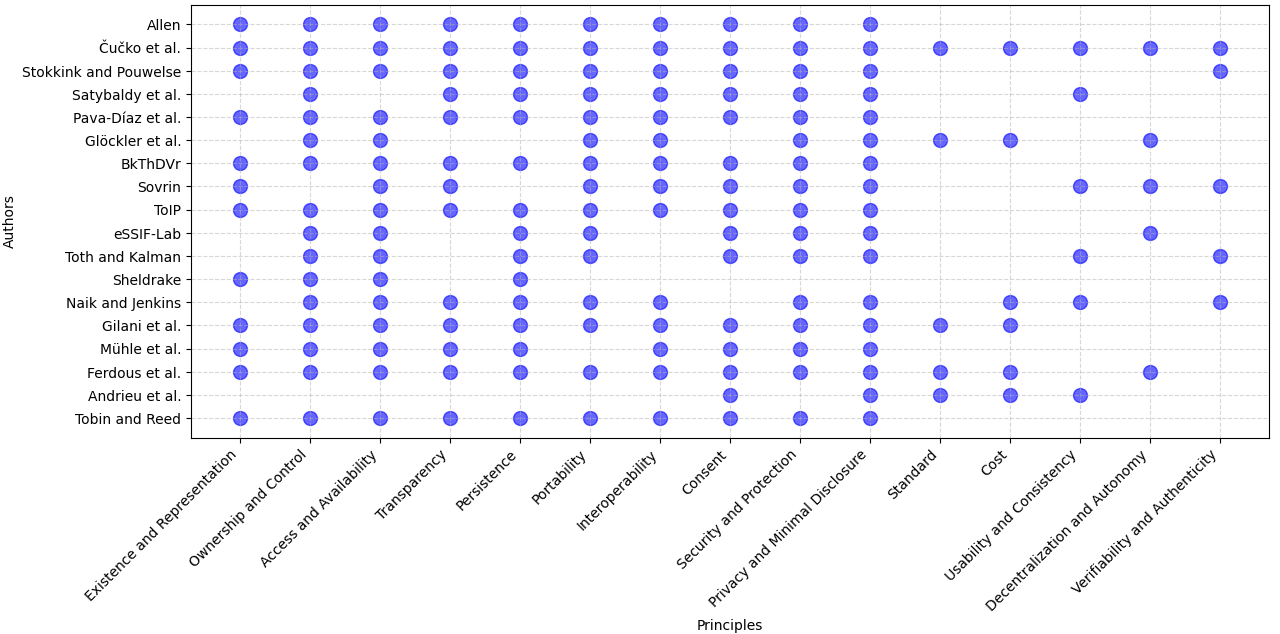 Authors
Allen
Čučko et al.
Stokkink and Pouwelse
Satybaldy et al.
Pava-Díaz et al.
Glöckler et al.
BkThDVr
Sovrin
ToIP
eSSIF-Lab
Toth and Kalman
Sheldrake
Naik and Jenkins
Gilani et al.
Mühle et al.
Ferdous et al.
Andrieu et al.
Tobin and Reed
Existence and Representation
Ownership and Control
Access and Availability
Transparency
Persistence
Portability
Interoperability
Consent
Security and Protection
Privacy and Minimal Disclosure
Standard
Cost
Usability and Consistency
Decentralization and Autonomy
Verifiability and Authenticity
Principles